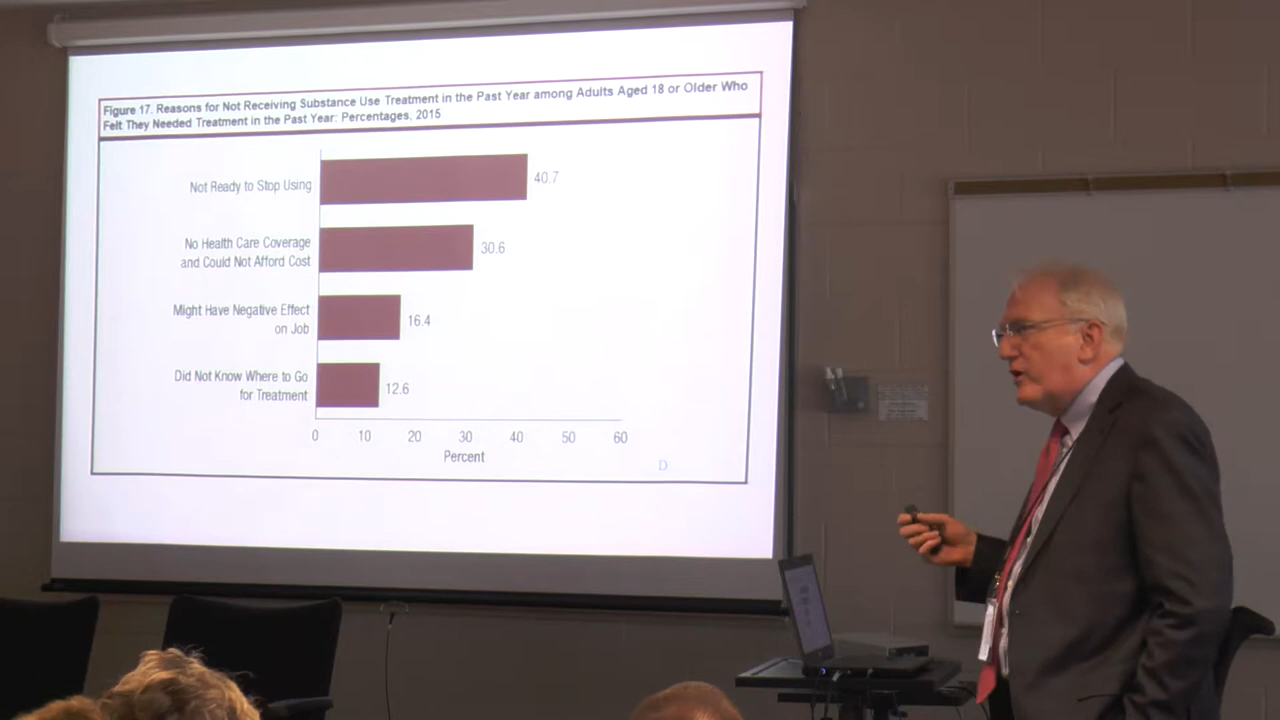 Figure 17. Reasons for Not Receiving Substance Use Treatment in the Past Year among Adults Aged 18 or Older Who
Felt They Needed Treatment in the Past Year: Percentages, 2015
Not Ready to Stop Using
40.7
No Health Care Coverage
and Could Not Afford Cost
30.6
Might Have Negative Effect
on Job
16.4
Did Not Know Where to Go
for Treatment
12.6
0 10 20 30 40 50 60
Percent
D